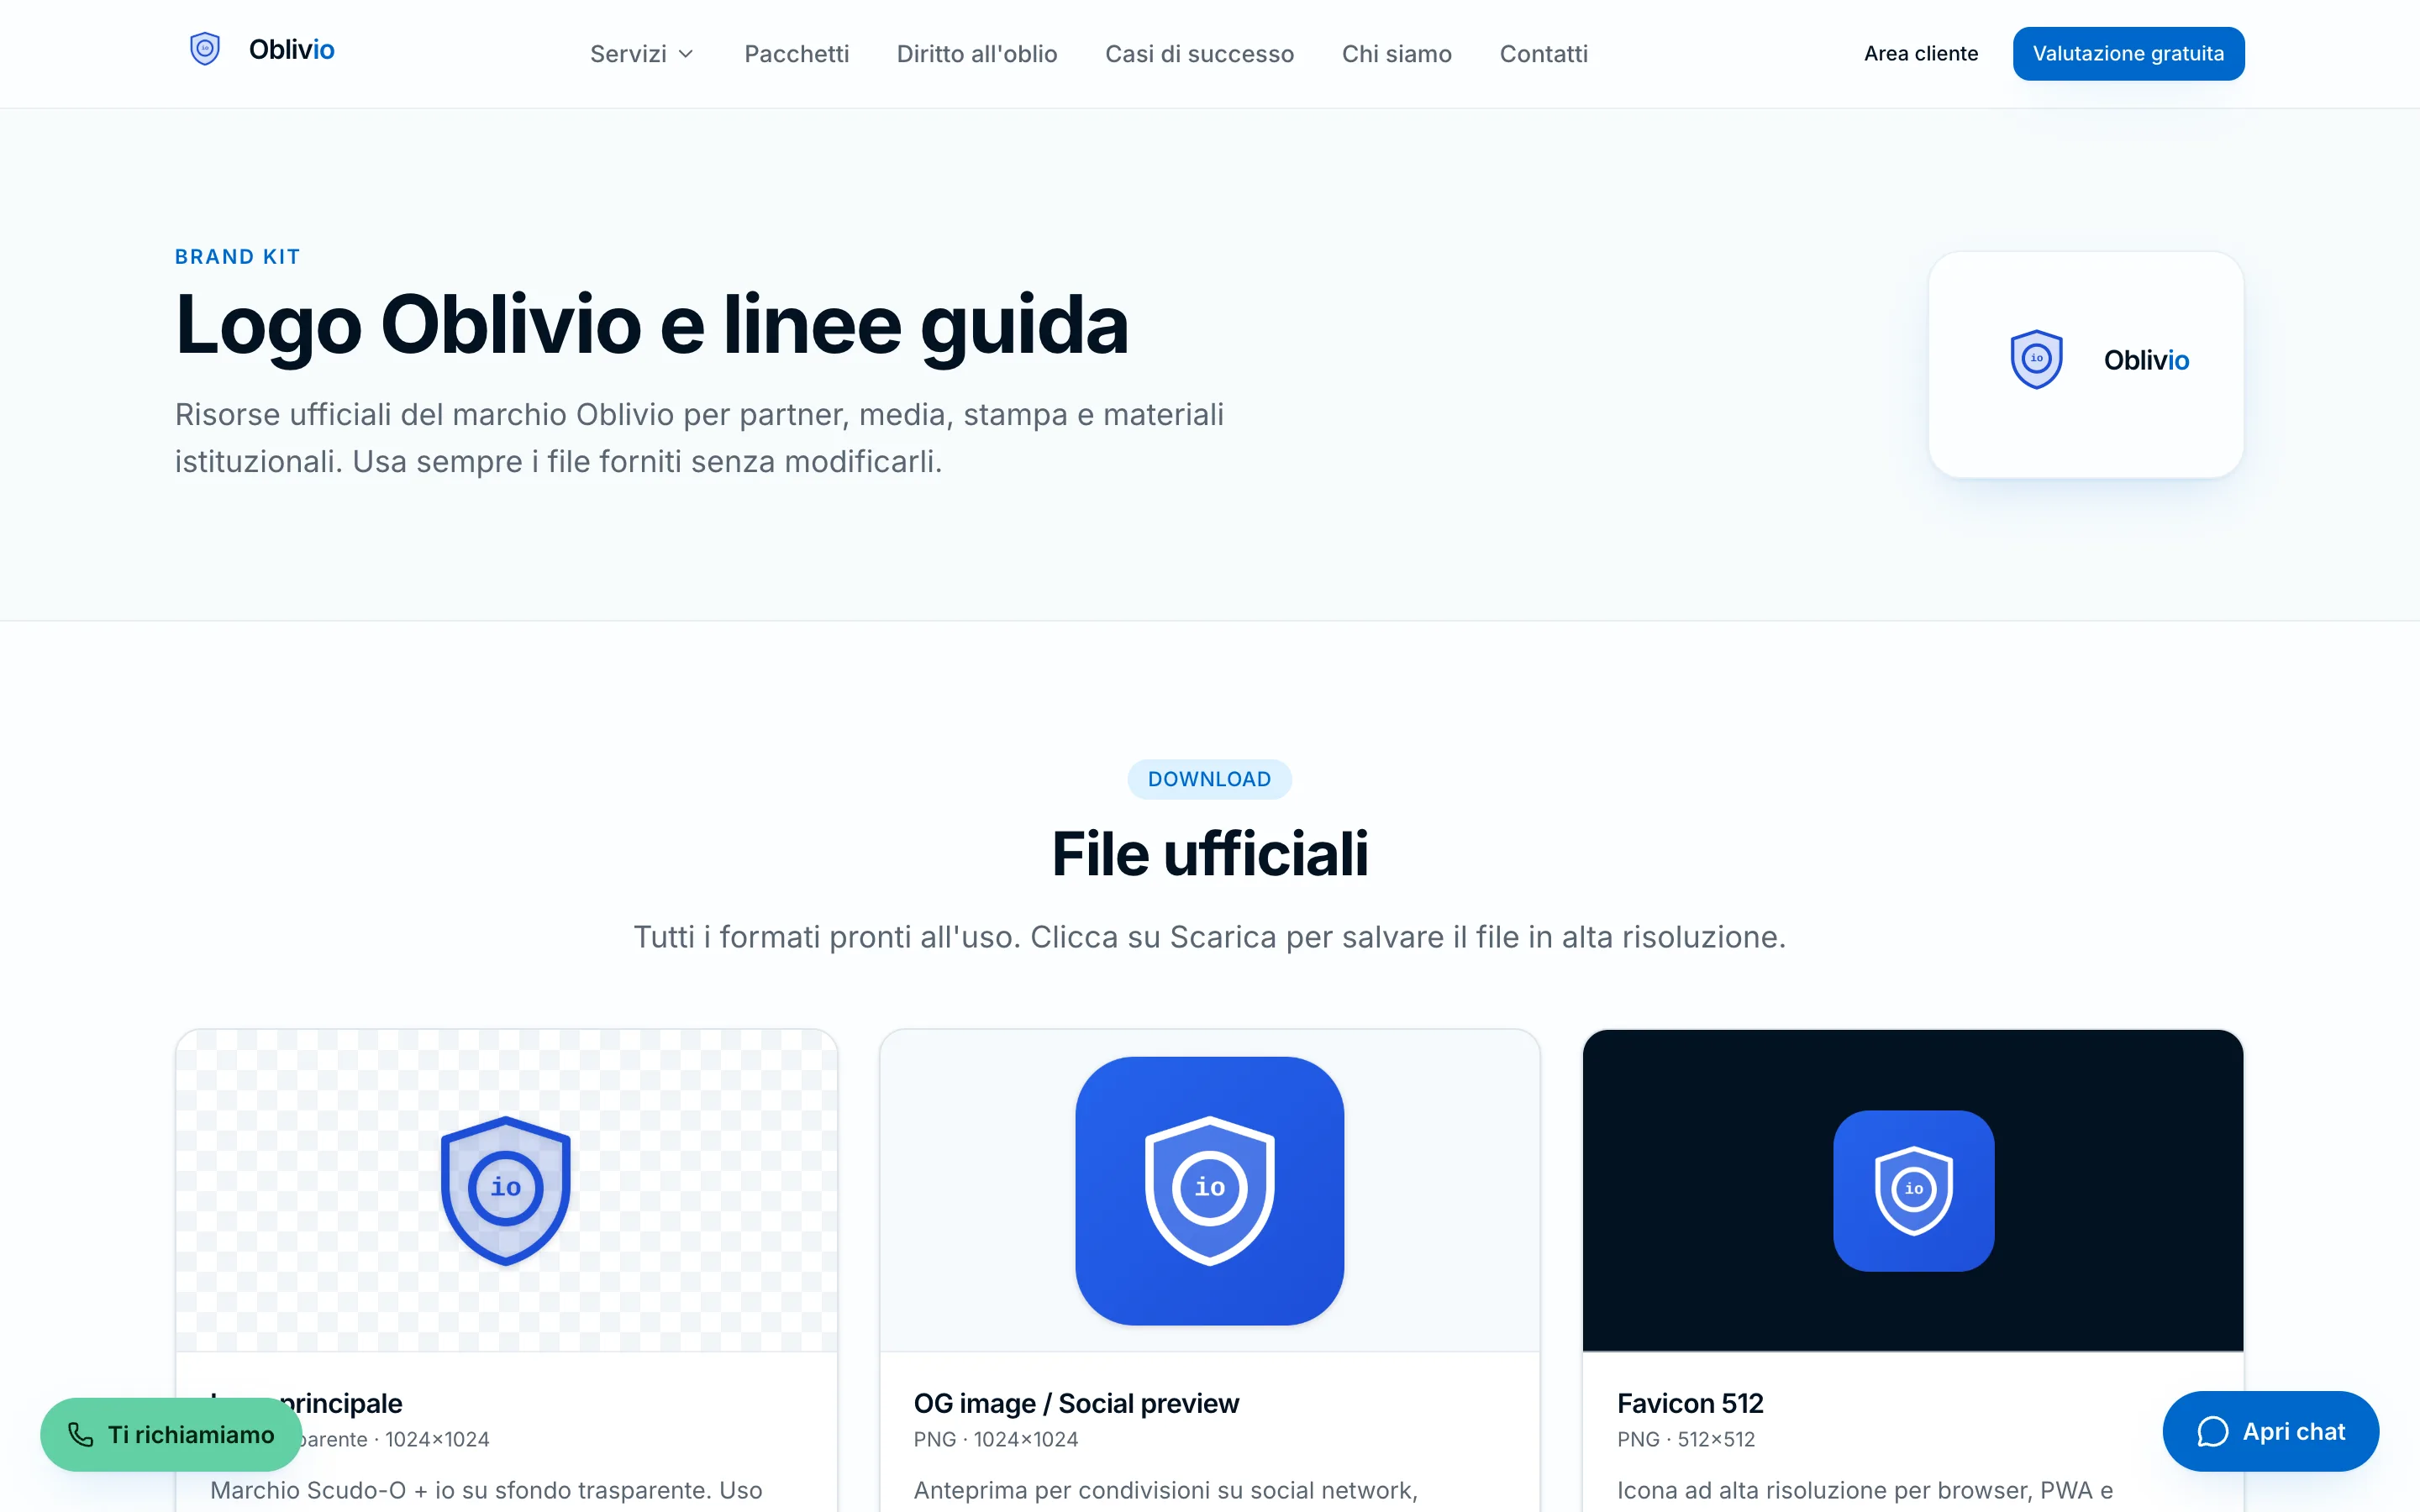 io
Oblivio
Servizi
Pacchetti
Diritto all'oblio
Casi di successo
Chi siamo
Contatti
Area cliente
Valutazione gratuita
BRAND KIT
Logo Oblivio e linee guida
Risorse ufficiali del marchio Oblivio per partner, media, stampa e materiali
istituzionali. Usa sempre i file forniti senza modificarli.
io
Oblivio
DOWNLOAD
File ufficiali
Tutti i formati pronti all'uso. Clicca su Scarica per salvare il file in alta risoluzione.
io
io
io
principale
· 1024×1024
Marchio Scudo-O + io su sfondo trasparente. Uso
OG image / Social preview
PNG · 1024×1024
Anteprima per condivisioni su social network,
Favicon 512
PNG · 512×512
Icona ad alta risoluzione per browser, PWA e
Ti richiamiamo
Apri chat